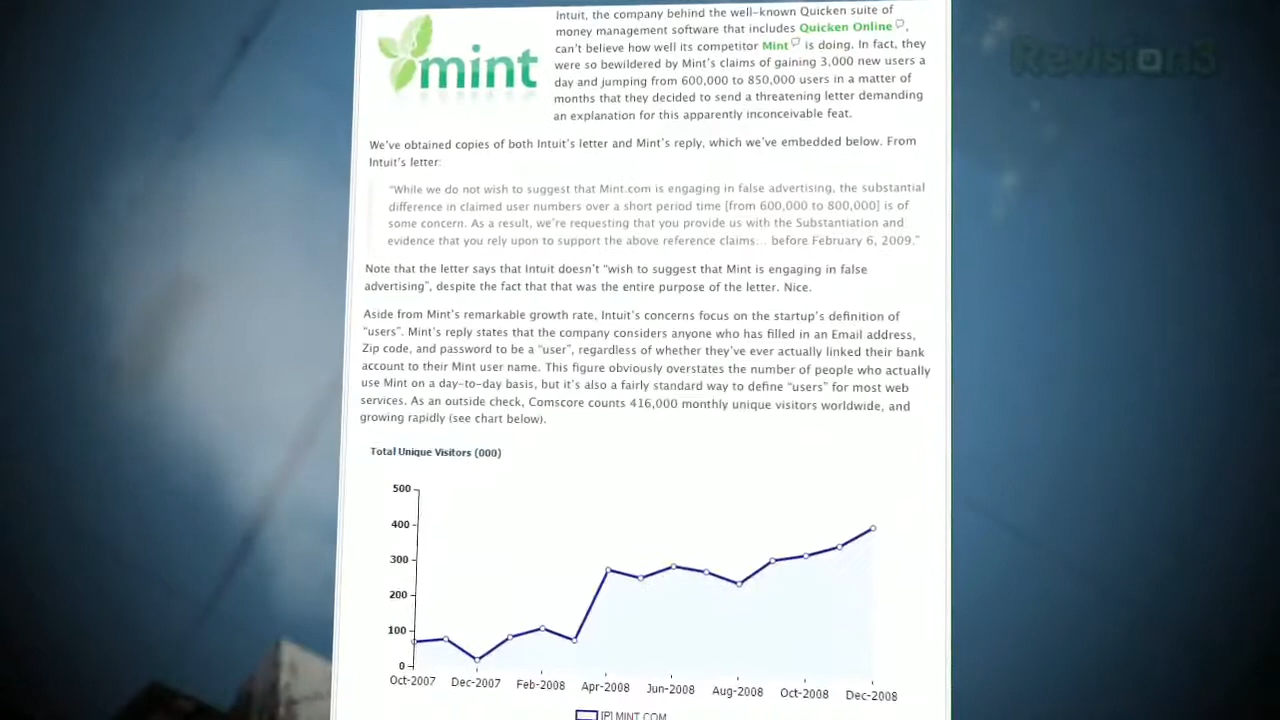 Revision3
mint
Intuit, the company behind the well-known Quicken suite of
money management software that includes Quicken Online,
can't believe how well its competitor Mint is doing. In fact, they
were so bewildered by Mint's claims of gaining 3,000 new users a
day and jumping from 600,000 to 850,000 users in a matter of
months that they decided to send a threatening letter demanding
an explanation for this apparently inconceivable feat.
We've obtained copies of both Intuit's letter and Mint's reply, which we've embedded below. From
Intuit's letter:
"While we do not wish to suggest that Mint.com is engaging in false advertising, the substantial
difference in claimed user numbers over a short period time [from 600,000 to 800,000] is of
some concern. As a result, we're requesting that you provide us with the Substantiation and
evidence that you rely upon to support the above reference claims... before February 6, 2009."
Note that the letter says that Intuit doesn't "wish to suggest that Mint is engaging in false
advertising", despite the fact that that was the entire purpose of the letter. Nice.
Aside from Mint's remarkable growth rate, Intuit's concerns focus on the startup's definition of
"users". Mint's reply states that the company considers anyone who has filled in an Email address,
Zip code, and password to be a "user", regardless of whether they've ever actually linked their bank
account to their Mint user name. This figure obviously overstates the number of people who actually
use Mint on a day-to-day basis, but it's also a fairly standard way to define "users" for most web
services. As an outside check, Comscore counts 416,000 monthly unique visitors worldwide, and
growing rapidly (see chart below).
Total Unique Visitors (000)
500
400
300
200
100
0
Oct-2007 Dec-2007 Feb-2008 Apr-2008 Jun-2008 Aug-2008 Oct-2008 Dec-2008
[P] MINT.COM